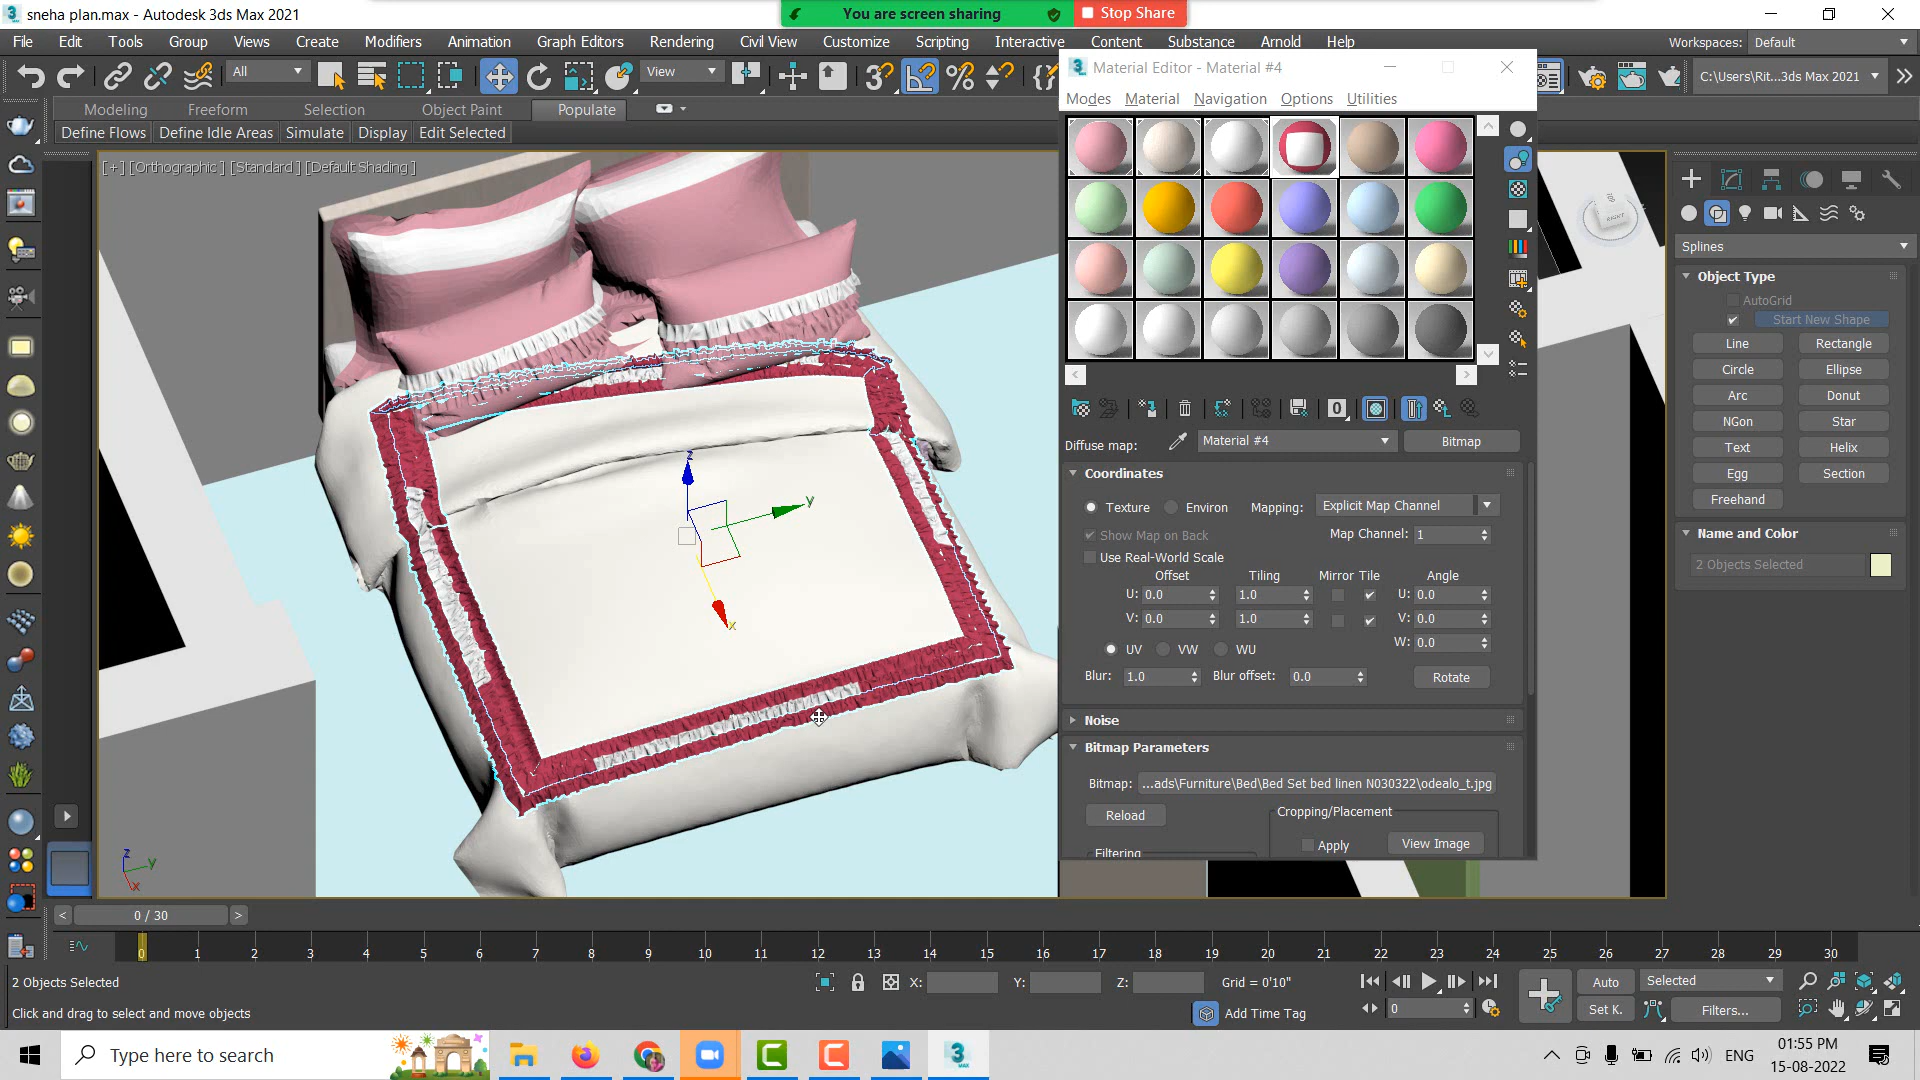 sneha plan.max - Autodesk 3ds Max 2021
You are screen sharing
Stop Share
File Edit Tools Group Views Create Modifiers Animation Graph Editors Rendering Civil View Customize Scripting Interactive Content Substance Arnold Help
Workspaces: Default
All
View
C:\Users\Rit...3ds Max 2021
Modeling Freeform Selection Object Paint Populate
Define Flows Define Idle Areas Simulate Display Edit Selected
[+] [Orthographic ] [Standard ] [Default Shading ]
Material Editor - Material #4
Modes Material Navigation Options Utilities
0
Diffuse map: Material #4 Bitmap
Coordinates
Texture Environ Mapping: Explicit Map Channel
Show Map on Back Map Channel: 1
Use Real-World Scale
Offset Tiling Mirror Tile Angle
U: 0.0 1.0 U: 0.0
V: 0.0 1.0 V: 0.0
W: 0.0
UV VW WU
Blur: 1.0 Blur offset: 0.0 Rotate
Noise
Bitmap Parameters
Bitmap: ...ads\Furniture\Bed\Bed Set bed linen N030322\odealo_t.jpg
Reload
Cropping/Placement
Apply View Image
Filtering
RIGHT
Splines
Object Type
AutoGrid
Start New Shape
Line Rectangle
Circle Ellipse
Arc Donut
NGon Star
Text Helix
Egg Section
Freehand
Name and Color
2 Objects Selected
z
y
x
z
y
x
< 0 / 30 >
0 1 2 3 4 5 6 7 8 9 10 11 12 13 14 15 16 17 18 19 20 21 22 23 24 25 26 27 28 29 30
2 Objects Selected
X: Y: Z: Grid = 0'10"
Auto Selected
Click and drag to select and move objects
Add Time Tag
0
Set K. Filters...
Type here to search
3
MAX
ENG
01:55 PM
15-08-2022